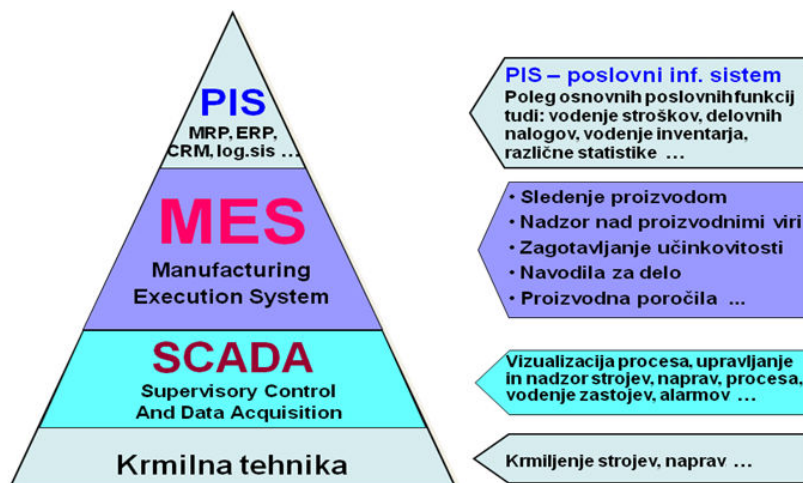 PIS
MRP, ERP,
CRM, log.sis ...
MES
Manufacturing
Execution System
SCADA
Supervisory Control
And Data Acquisition
Krmilna tehnika
PIS – poslovni inf. sistem
Poleg osnovnih poslovnih funkcij
tudi: vodenje stroškov, delovnih
nalogov, vodenje inventarja,
različne statistike ...
• Sledenje proizvodom
• Nadzor nad proizvodnimi viri
• Zagotavljanje učinkovitosti
• Navodila za delo
• Proizvodna poročila ...
Vizualizacija procesa, upravljanje
in nadzor strojev, naprav, procesa,
vodenje zastojev, alarmov ...
Krmiljenje strojev, naprav ...